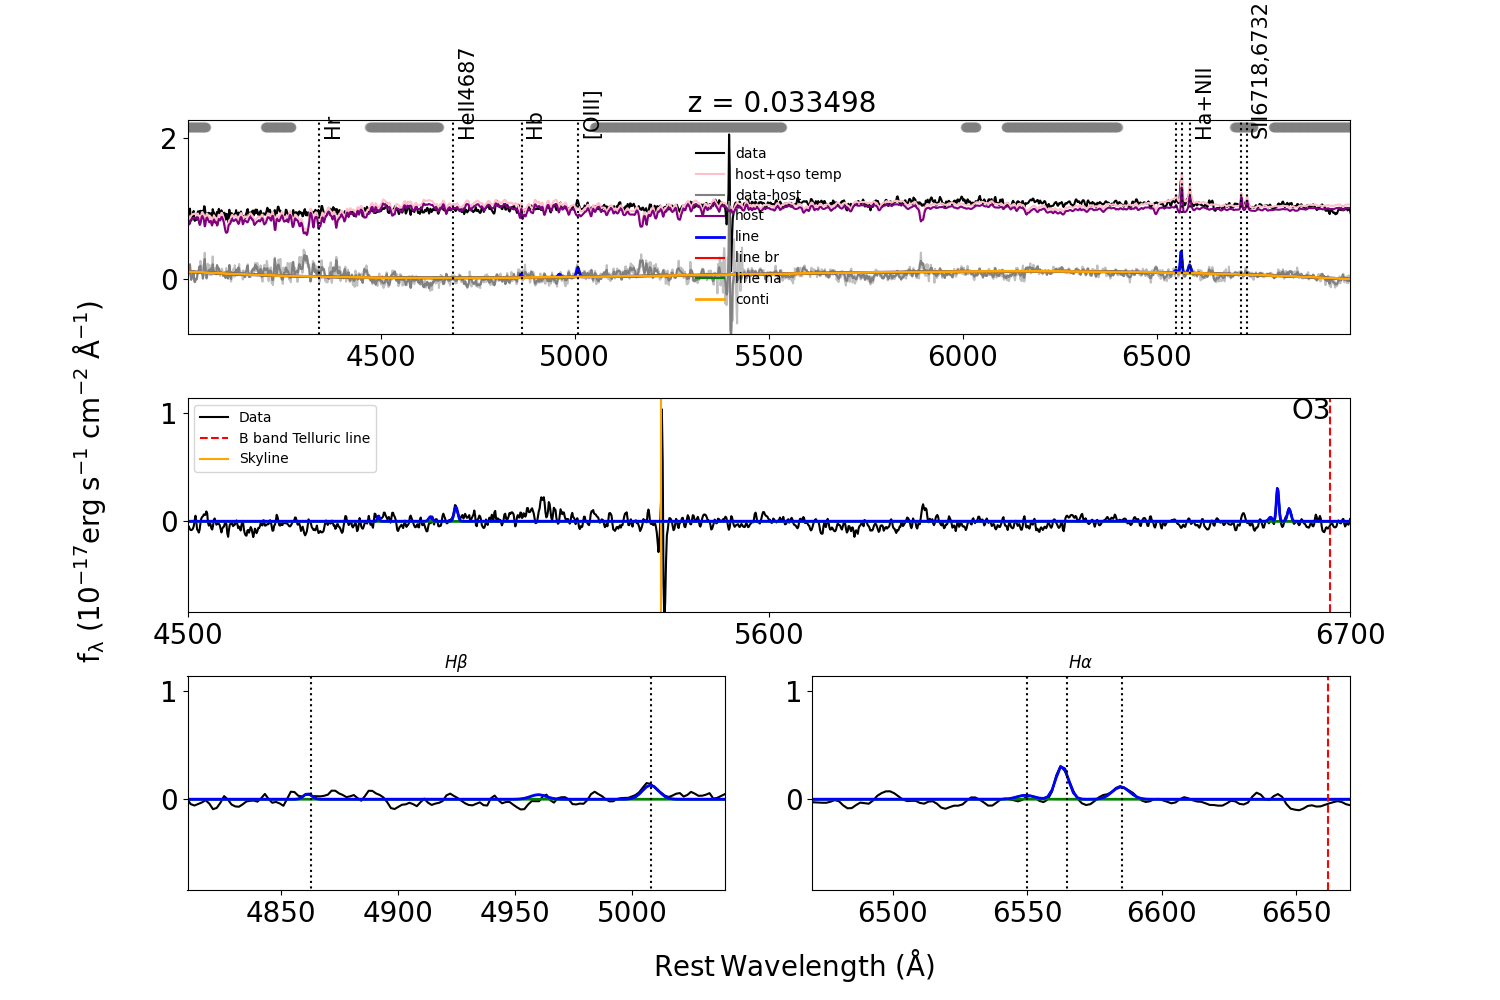 z = 0.033498
Hr
HeII4687
Hb
[OIII]
Ha+NII
SII6718,6732
2
0
data
host+qso temp
data-host
host
line
line br
line na
conti
4500 5000 5500 6000 6500
1
0
Data
B band Telluric line
Skyline
O3
4500 5600 6700
f_λ (10^−17 erg s^−1 cm^−2 Å^−1)
Hβ
1
0
4850 4900 4950 5000
Hα
1
0
6500 6550 6600 6650
Rest Wavelength (Å)